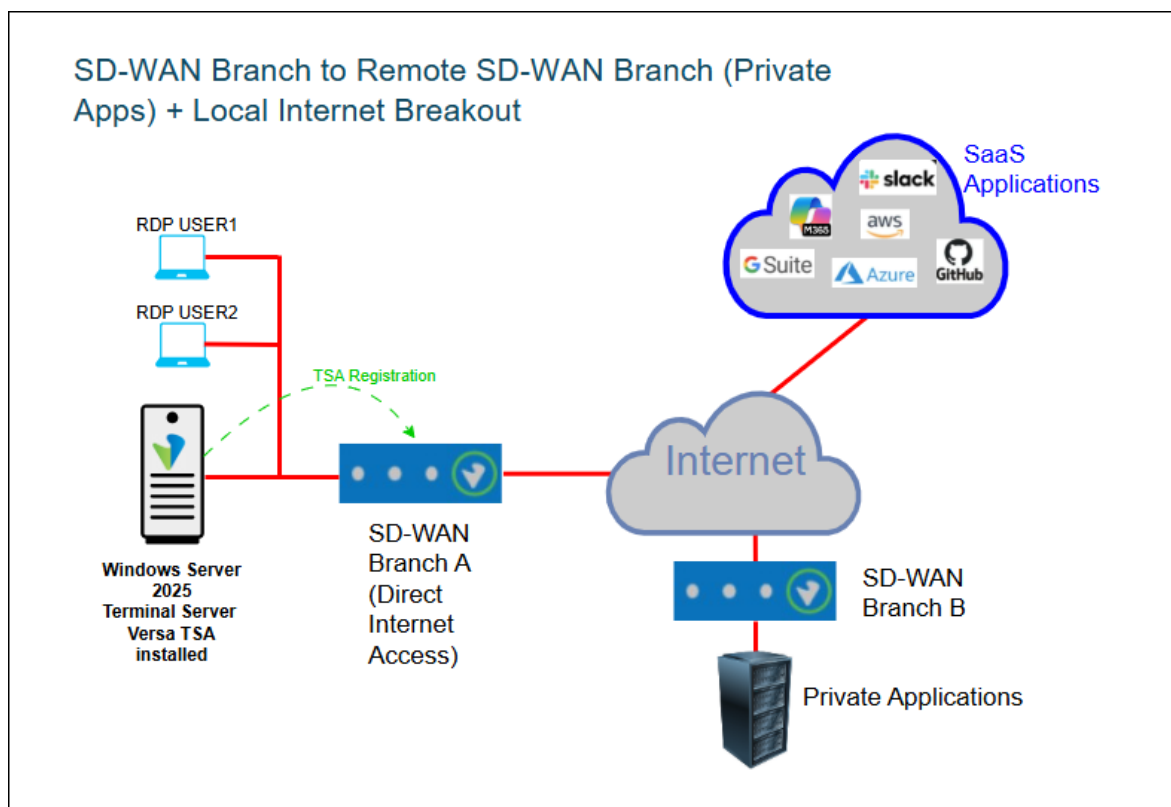 SD-WAN Branch to Remote SD-WAN Branch (Private
Apps) + Local Internet Breakout
SaaS
Applications
slack
M365
aws
G Suite
Azure
GitHub
RDP USER1
RDP USER2
TSA Registration
Internet
Windows Server
2025
Terminal Server
Versa TSA
installed
SD-WAN
Branch A
(Direct
Internet
Access)
SD-WAN
Branch B
Private Applications